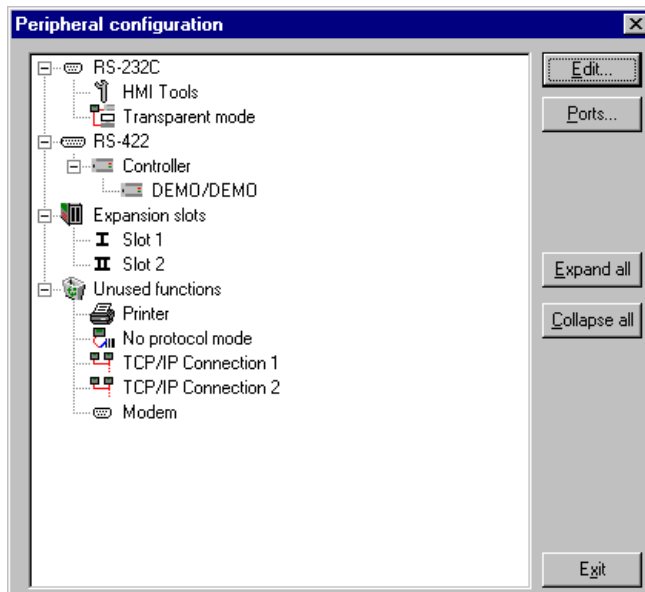 Peripheral configuration
RS-232C
HMI Tools
Transparent mode
RS-422
Controller
DEMO/DEMO
Expansion slots
I Slot 1
II Slot 2
Unused functions
Printer
No protocol mode
TCP/IP Connection 1
TCP/IP Connection 2
Modem
Edit...
Ports...
Expand all
Collapse all
Exit